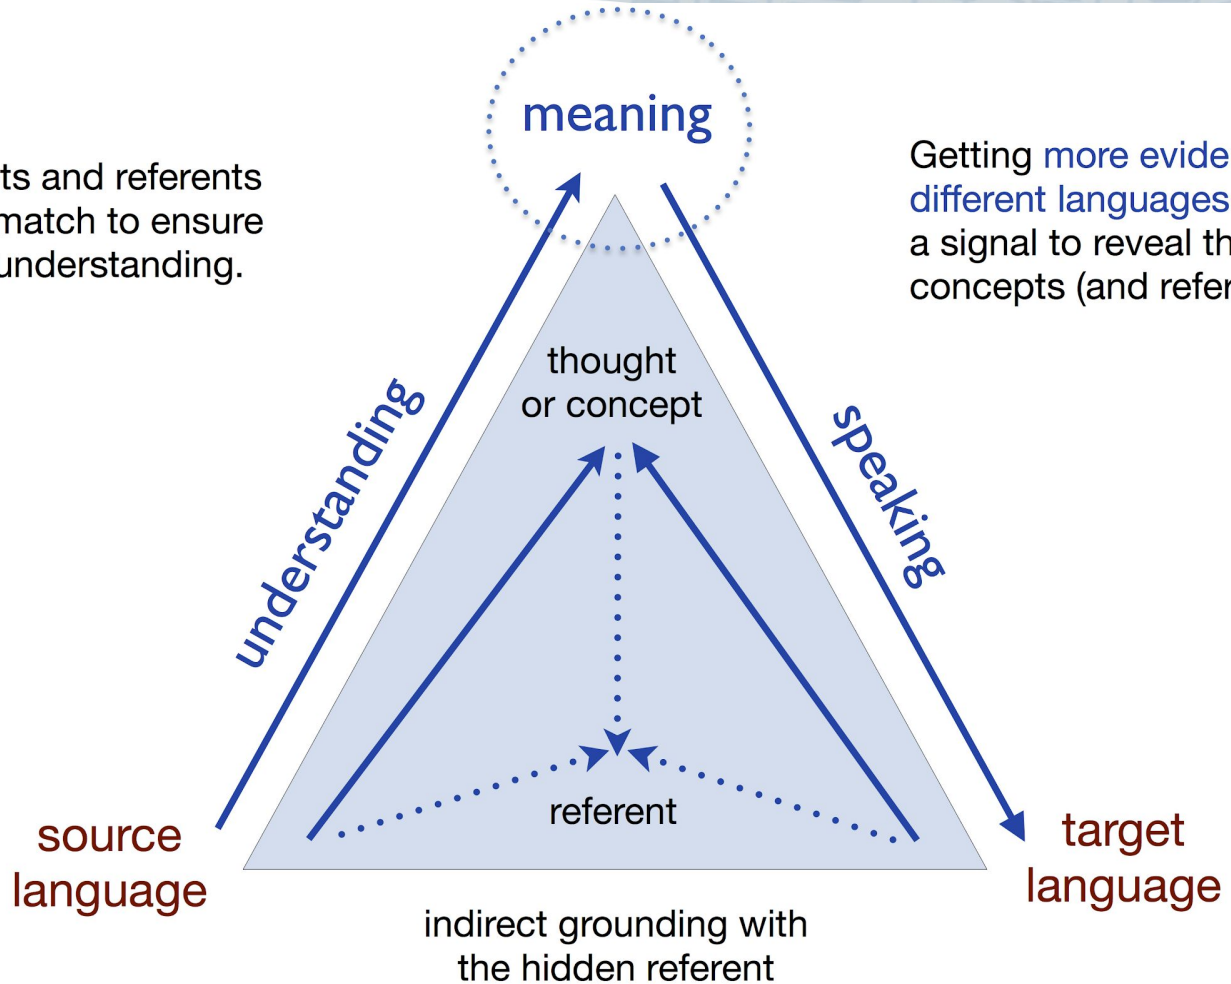 meaning
ts and referents
match to ensure
understanding.
Getting more evide
different languages
a signal to reveal th
concepts (and refer
thought
or concept
understanding
speaking
referent
source
language
target
language
indirect grounding with
the hidden referent